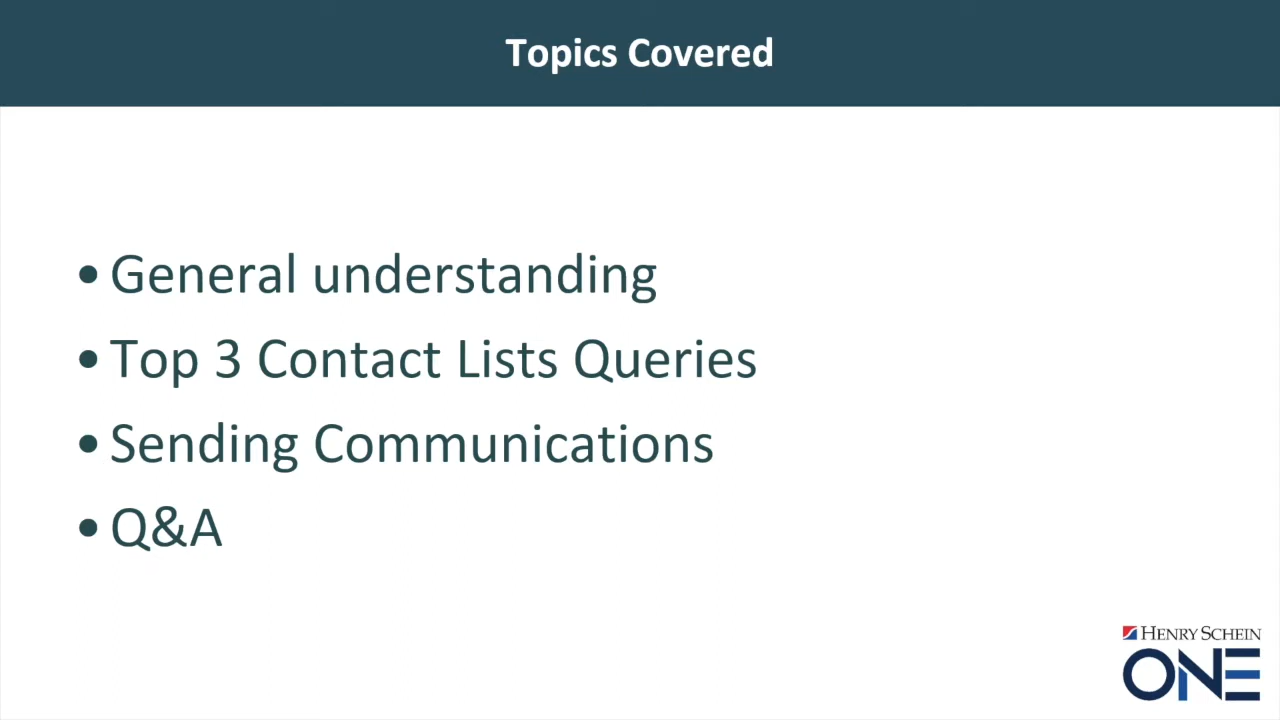 Topics Covered
• General understanding
• Top 3 Contact Lists Queries
• Sending Communications
• Q&A
HENRY SCHEIN
ONE